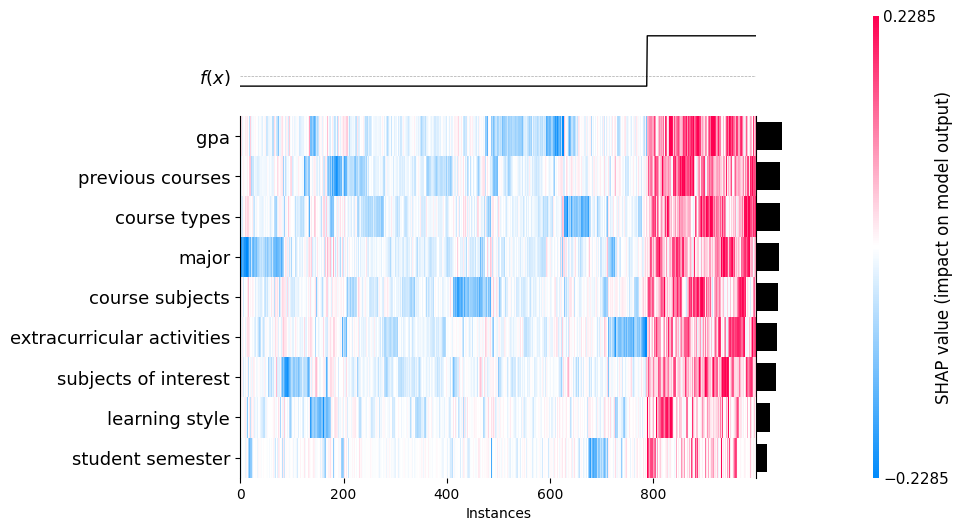 0.2285
f(x)
gpa
previous courses
course types
major
course subjects
extracurricular activities
subjects of interest
learning style
student semester
0 200 400 600 800
Instances
SHAP value (impact on model output)
−0.2285